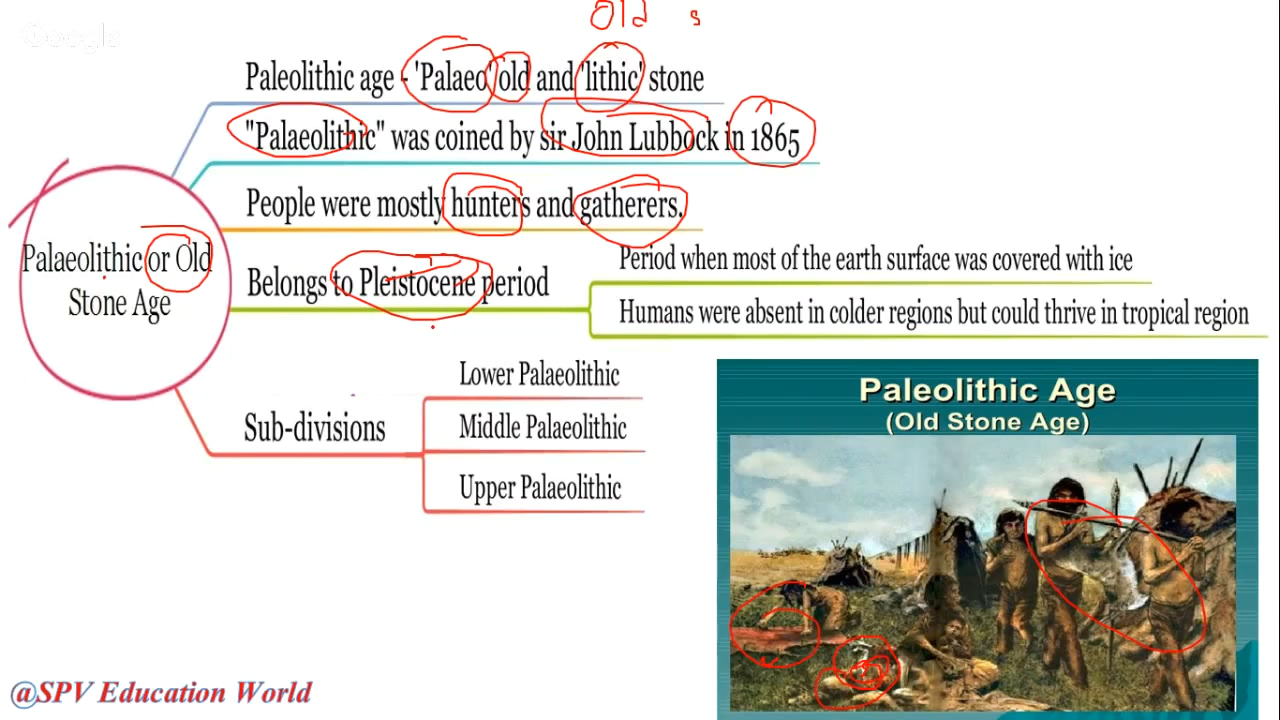 Old s
Google
Paleolithic age - 'Palaeo' 'old and 'lithic' stone
"Palaeolithic" was coined by sir John Lubbock in 1865
People were mostly hunters and gatherers.
Palaeolithic or Old
Stone Age
Belongs to Pleistocene period
Period when most of the earth surface was covered with ice
Humans were absent in colder regions but could thrive in tropical region
Sub-divisions
Lower Palaeolithic
Middle Palaeolithic
Upper Palaeolithic
Paleolithic Age
(Old Stone Age)
@SPV Education World